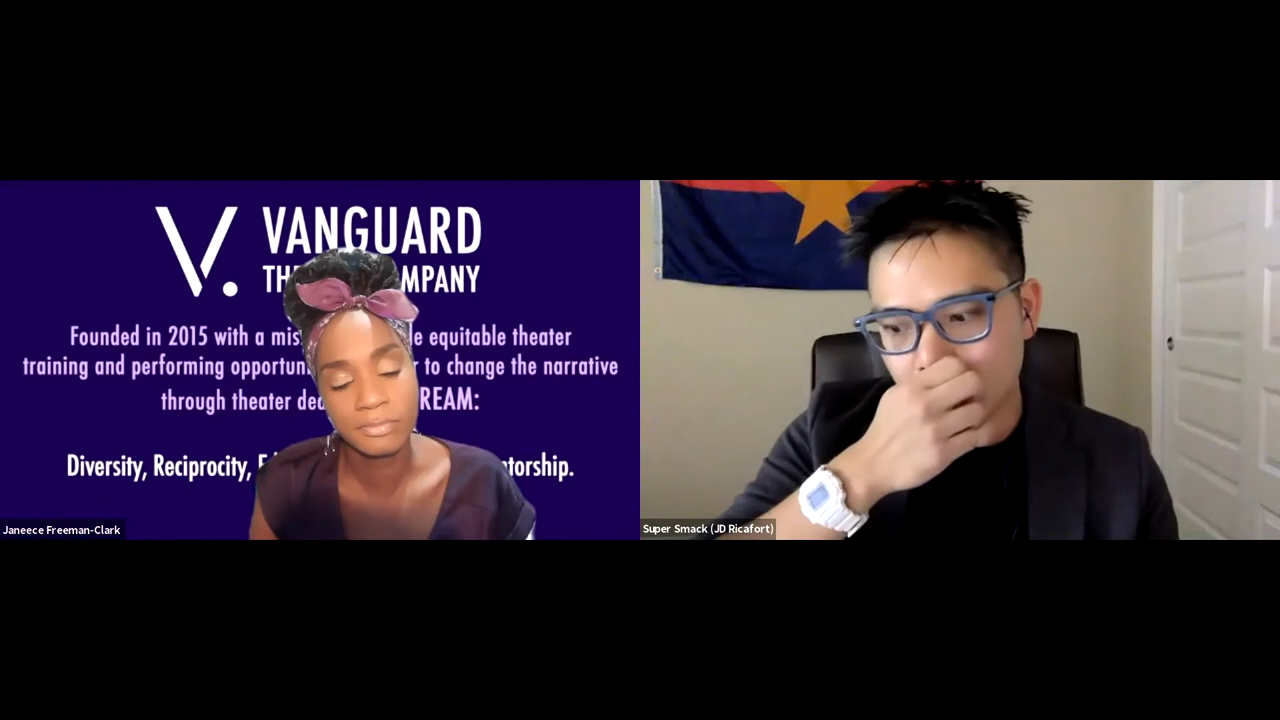 V. VANGUARD
TH MPANY
Founded in 2015 with a mis e equitable theater
training and performing opportun r to change the narrative
through theater ded REAM:
Diversity, Reciprocity, E torship.
Janeece Freeman-Clark
Super Smack (JD Ricafort)